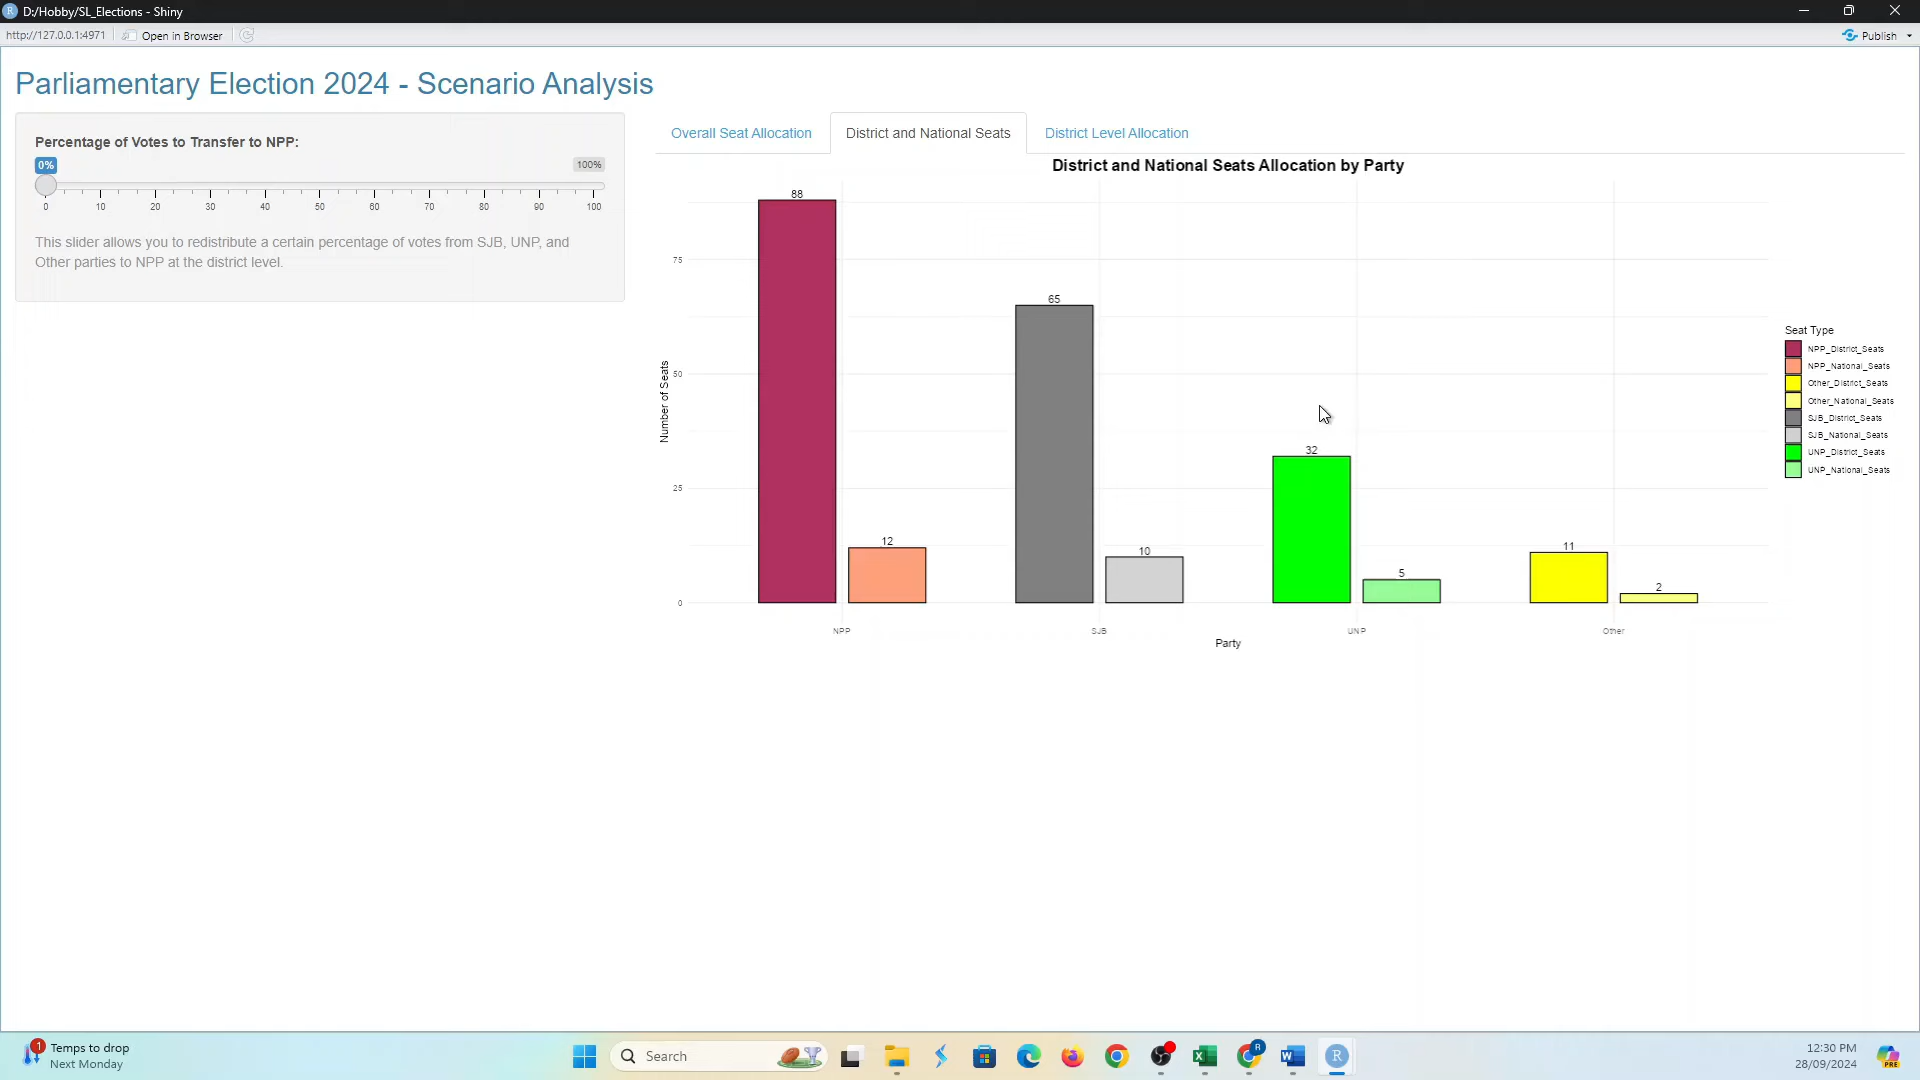 D:/Hobby/SL_Elections - Shiny
http://127.0.0.1:4971
Open in Browser
Publish
Parliamentary Election 2024 - Scenario Analysis
Percentage of Votes to Transfer to NPP:
0%
100%
0 10 20 30 40 50 60 70 80 90 100
This slider allows you to redistribute a certain percentage of votes from SJB, UNP, and
Other parties to NPP at the district level.
Overall Seat Allocation
District and National Seats
District Level Allocation
District and National Seats Allocation by Party
Number of Seats
75
50
25
0
88
12
65
10
32
5
11
2
NPP
SJB
UNP
Other
Party
Seat Type
NPP_District_Seats
NPP_National_Seats
Other_District_Seats
Other_National_Seats
SJB_District_Seats
SJB_National_Seats
UNP_District_Seats
UNP_National_Seats
1
Temps to drop
Next Monday
Search
R
X
W
R
12:30 PM
28/09/2024
PRE